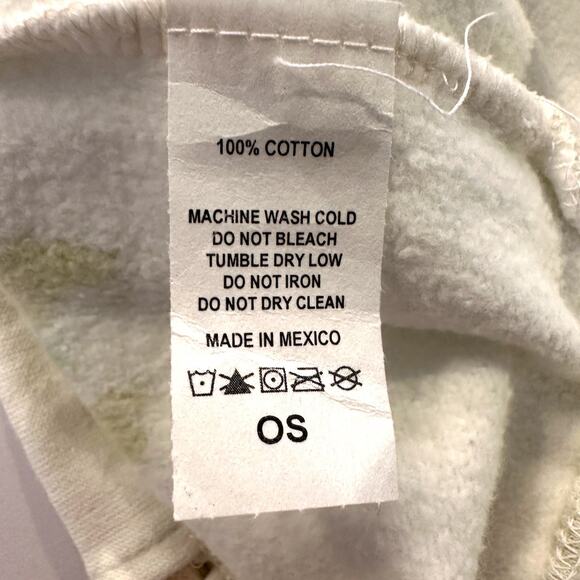 100% COTTON
MACHINE WASH COLD
DO NOT BLEACH
TUMBLE DRY LOW
DO NOT IRON
DO NOT DRY CLEAN
MADE IN MEXICO
OS